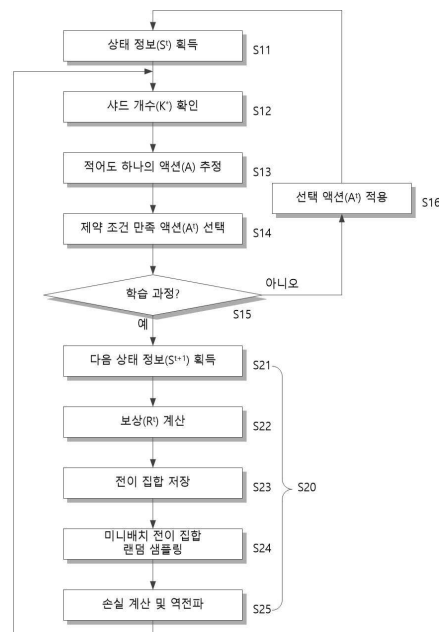 상태 정보(Sᵗ) 획득
S11
샤드 개수(K*) 확인
S12
적어도 하나의 액션(A) 추정
S13
선택 액션(Aᵗ) 적용
S16
제약 조건 만족 액션(Aᵗ) 선택
S14
아니오
학습 과정?
S15
예
다음 상태 정보(Sᵗ⁺¹) 획득
S21
보상(Rᵗ) 계산
S22
전이 집합 저장
S23
S20
미니배치 전이 집합
랜덤 샘플링
S24
손실 계산 및 역전파
S25